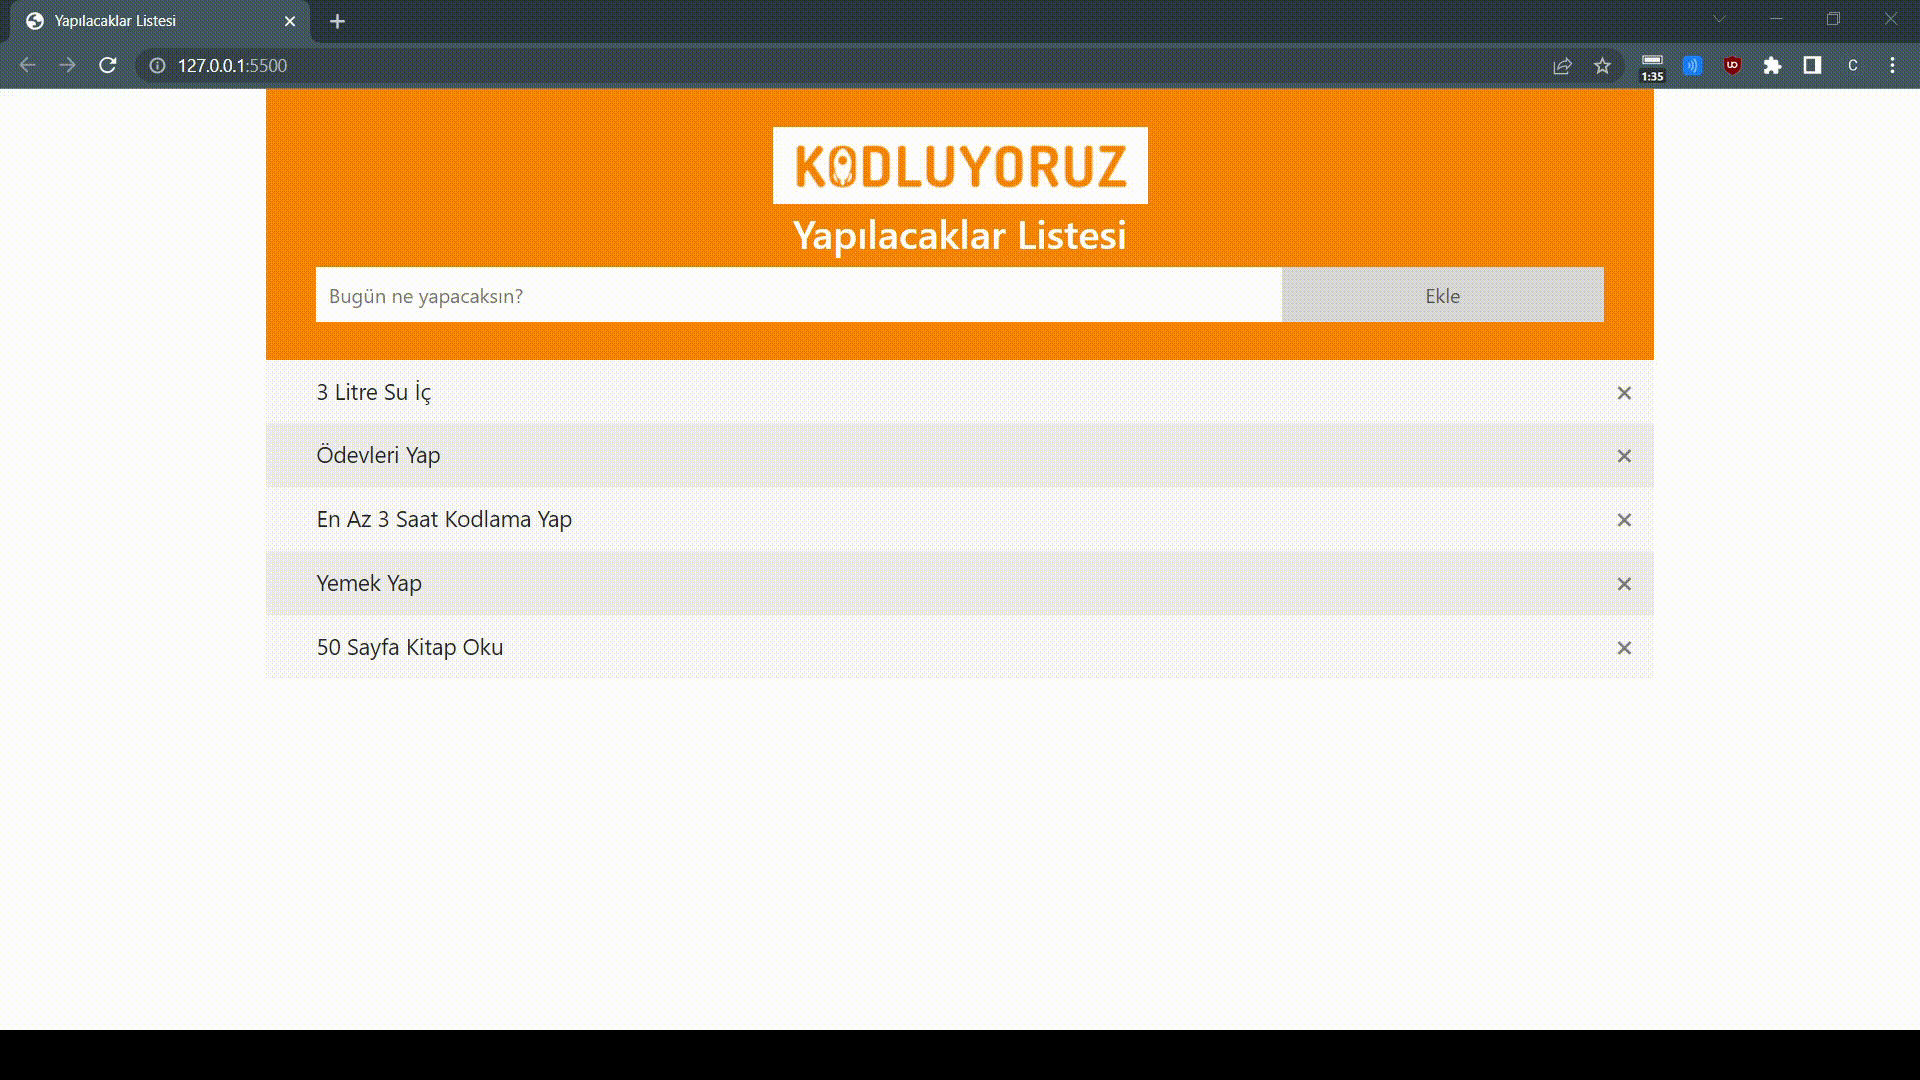 Yapılacaklar Listesi
127.0.0.1:5500
1:35
C
KODLUYORUZ
Yapılacaklar Listesi
Bugün ne yapacaksın?
Ekle
3 Litre Su İç
Ödevleri Yap
En Az 3 Saat Kodlama Yap
Yemek Yap
50 Sayfa Kitap Oku